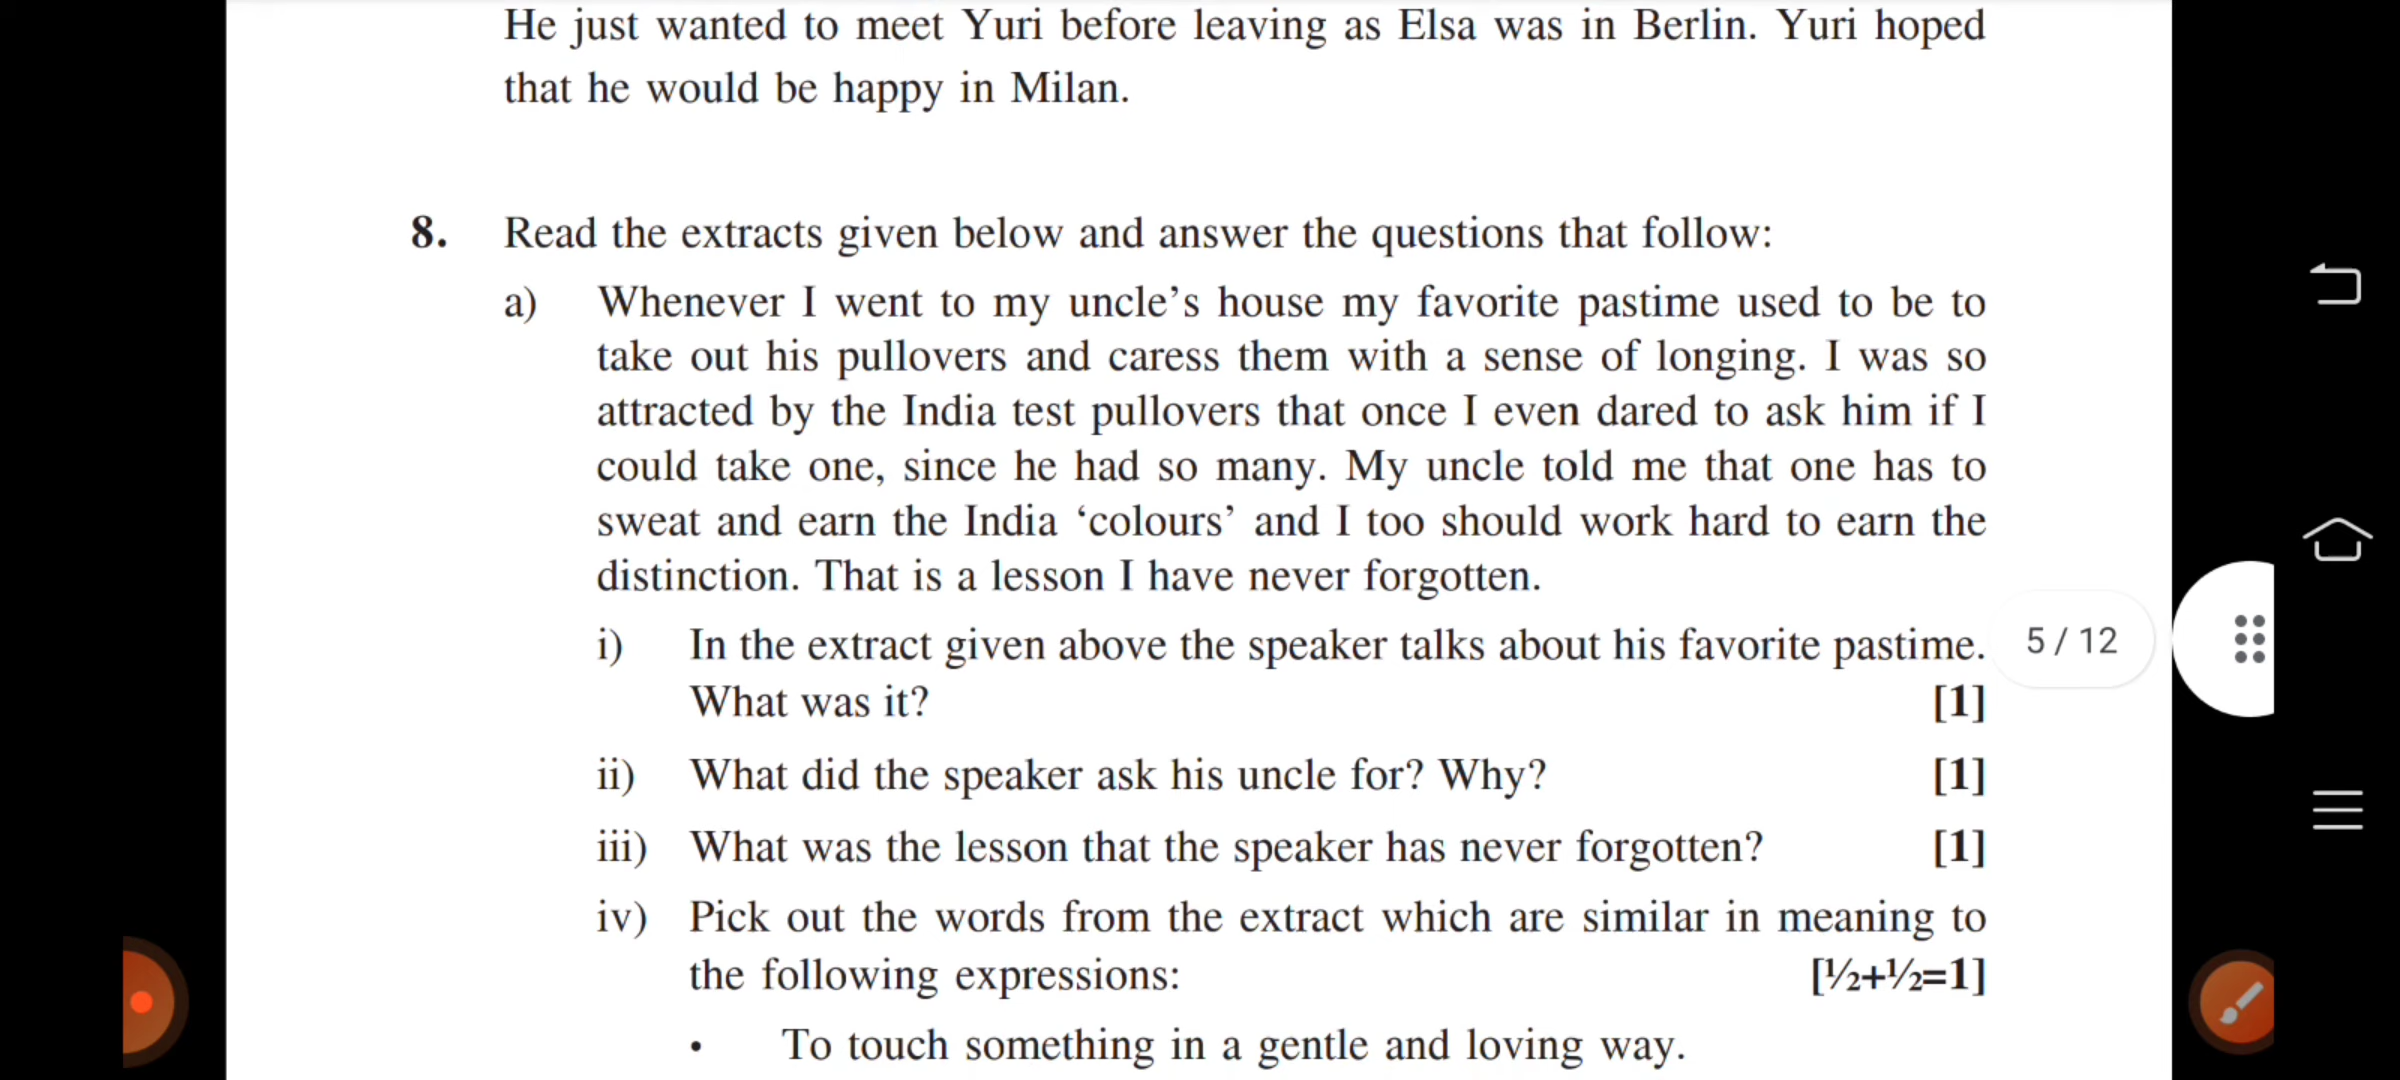 He just wanted to meet Yuri before leaving as Elsa was in Berlin. Yuri hoped
that he would be happy in Milan.
8. Read the extracts given below and answer the questions that follow:
a) Whenever I went to my uncle’s house my favorite pastime used to be to
take out his pullovers and caress them with a sense of longing. I was so
attracted by the India test pullovers that once I even dared to ask him if I
could take one, since he had so many. My uncle told me that one has to
sweat and earn the India ‘colours’ and I too should work hard to earn the
distinction. That is a lesson I have never forgotten.
i) In the extract given above the speaker talks about his favorite pastime.
What was it? [1]
5 / 12
ii) What did the speaker ask his uncle for? Why? [1]
iii) What was the lesson that the speaker has never forgotten? [1]
iv) Pick out the words from the extract which are similar in meaning to
the following expressions: [½+½=1]
• To touch something in a gentle and loving way.